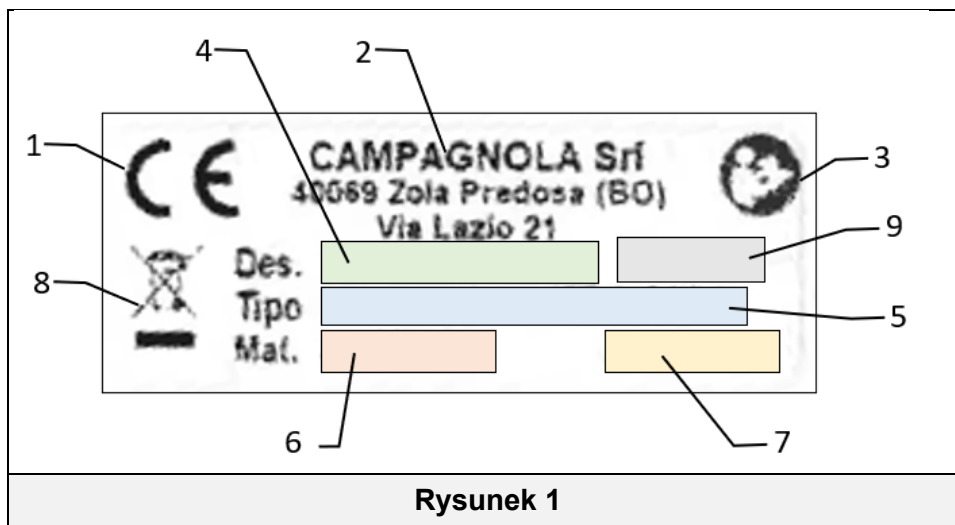 4
2
1
CE
CAMPAGNOLA Srl
40069 Zola Predosa (BO)
Via Lazio 21
3
9
8
Des.
Tipo
Mat.
5
6
7
Rysunek 1